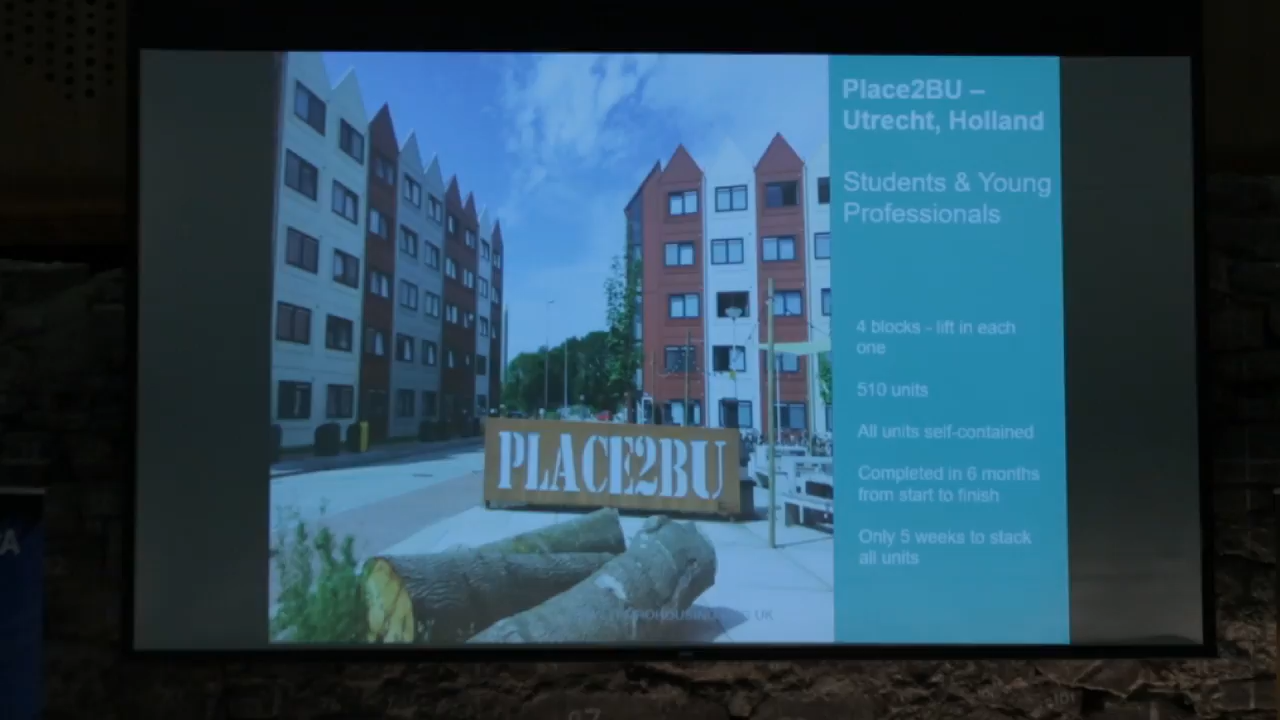 Place2BU –
Utrecht, Holland
Students & Young
Professionals
4 blocks - lift in each
one
510 units
All units self-contained
Completed in 6 months
from start to finish
Only 5 weeks to stack
all units
PLACE2BU
UK